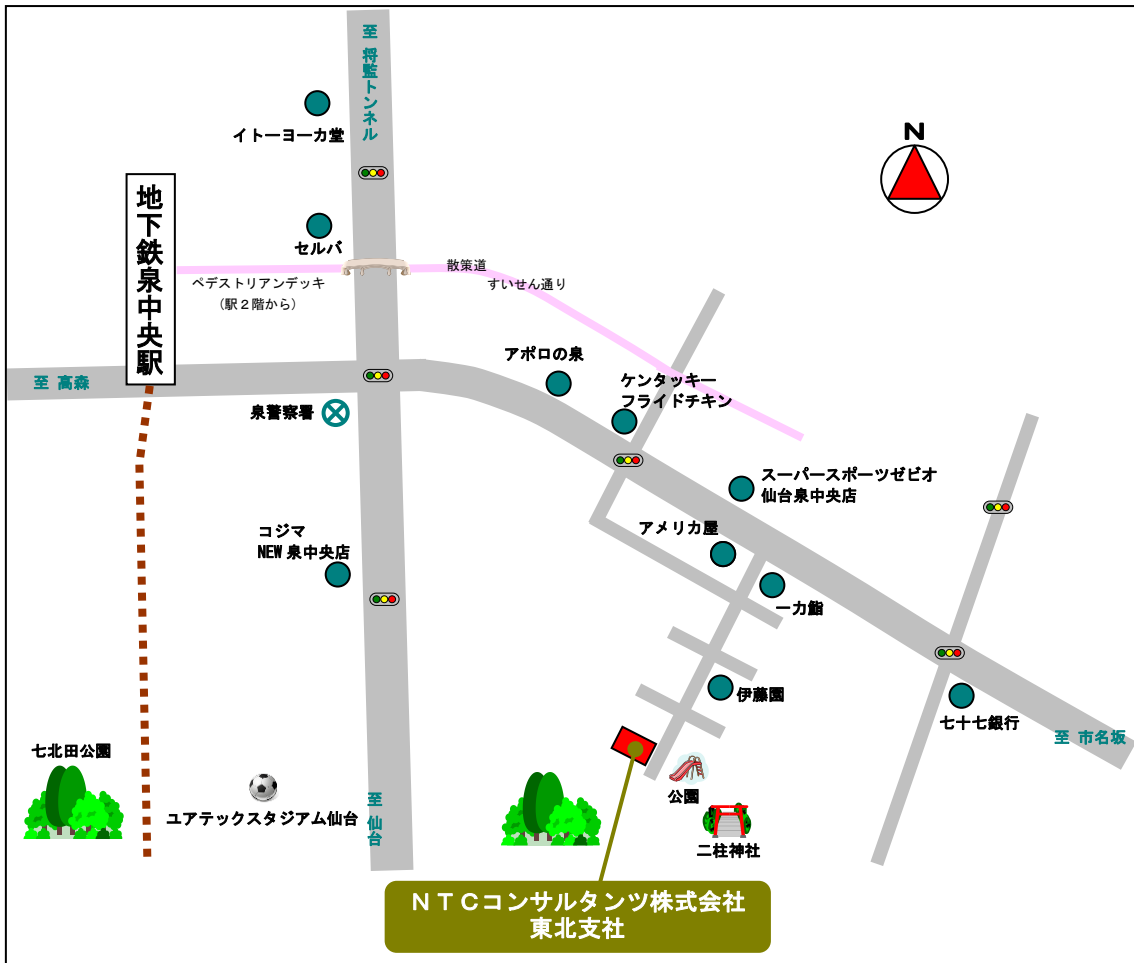 至 将監トンネル
イトーヨーカ堂
N
地下鉄泉中央駅
セルバ
散策道
ペデストリアンデッキ
（駅２階から）
すいせん通り
アポロの泉
至 高森
ケンタッキー
フライドチキン
泉警察署
スーパースポーツゼビオ
仙台泉中央店
コジマ
NEW 泉中央店
アメリカ屋
一力鮨
伊藤園
七十七銀行
至 市名坂
七北田公園
ユアテックスタジアム仙台
至 仙台
公園
二柱神社
ＮＴＣコンサルタンツ株式会社
東北支社